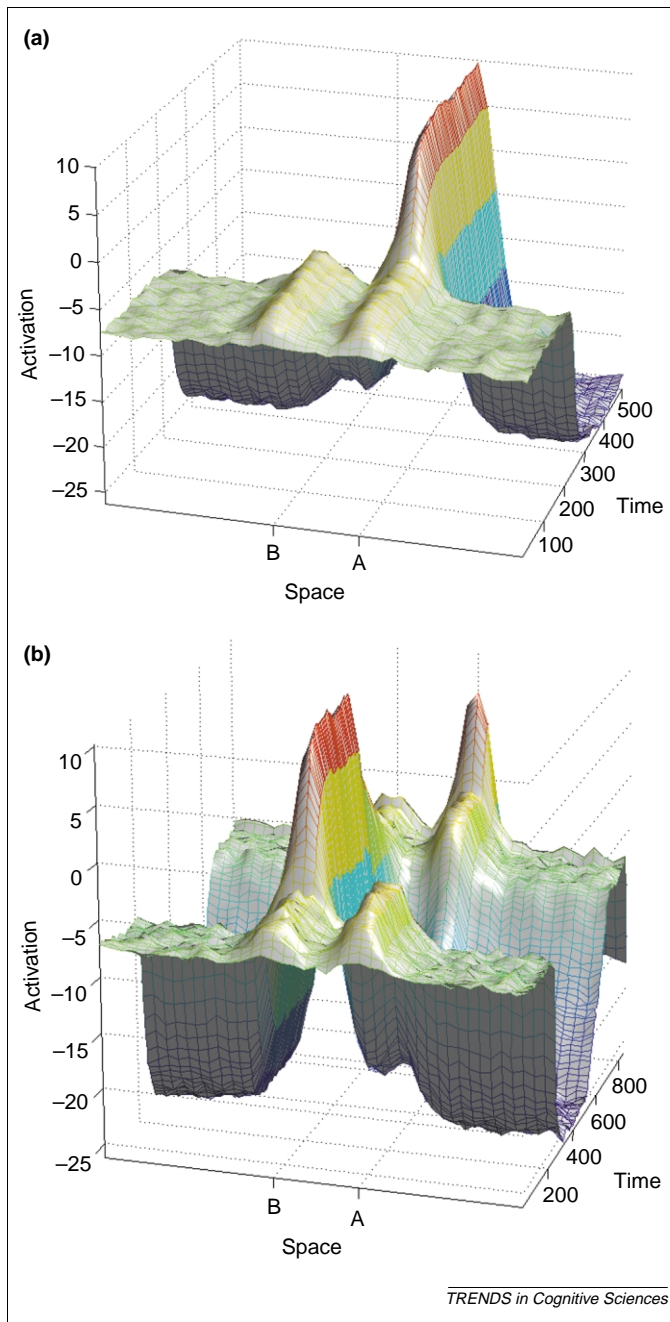 (a)
10
5
0
–5
–10
–15
–20
–25
Activation
B
A
Space
100
200
300
400
500
Time
(b)
10
5
0
–5
–10
–15
–20
–25
Activation
B
A
Space
200
400
600
800
Time
TRENDS in Cognitive Sciences